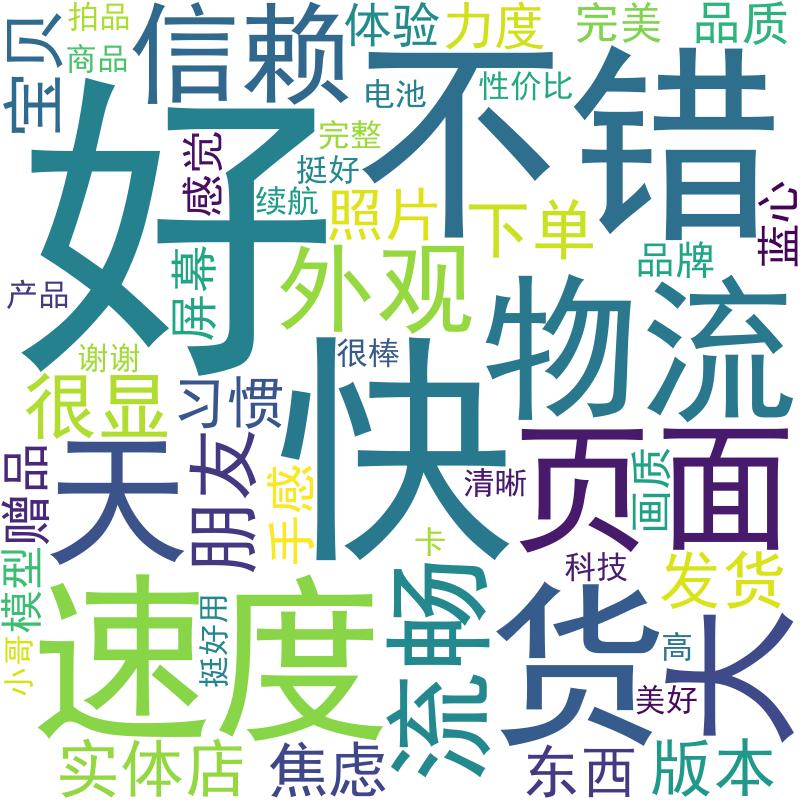 宝贝
拍品
商品
信赖
体验
力度
完美
品质
好
感觉
电池
性价比
不错
完整
挺好
续航
照片
下单
蓝心
产品
屏幕
外观
品牌
谢谢
很棒
物流
很显
习惯
快
赠品
天
朋友
手感
清晰
页面
画质
模型
卡
科技
发货
小哥
速度
挺好用
流畅
货
高
大
美好
实体店
焦虑
东西
版本